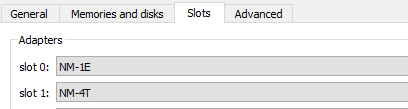 General Memories and disks Slots Advanced
Adapters
slot 0: NM-1E
slot 1: NM-4T